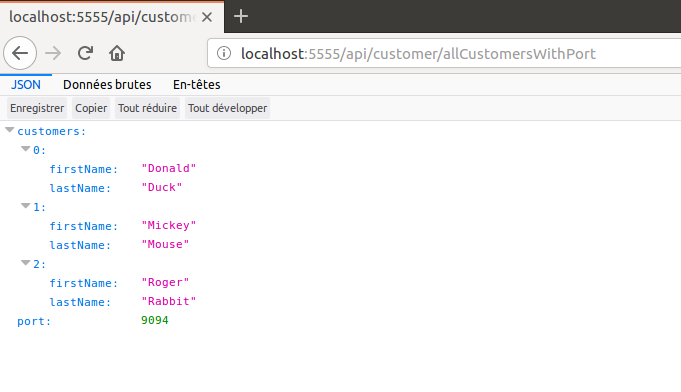 localhost:5555/api/custome
localhost:5555/api/customer/allCustomersWithPort
JSON Données brutes En-têtes
Enregistrer Copier Tout réduire Tout développer
customers:
0:
firstName: "Donald"
lastName: "Duck"
1:
firstName: "Mickey"
lastName: "Mouse"
2:
firstName: "Roger"
lastName: "Rabbit"
port: 9094